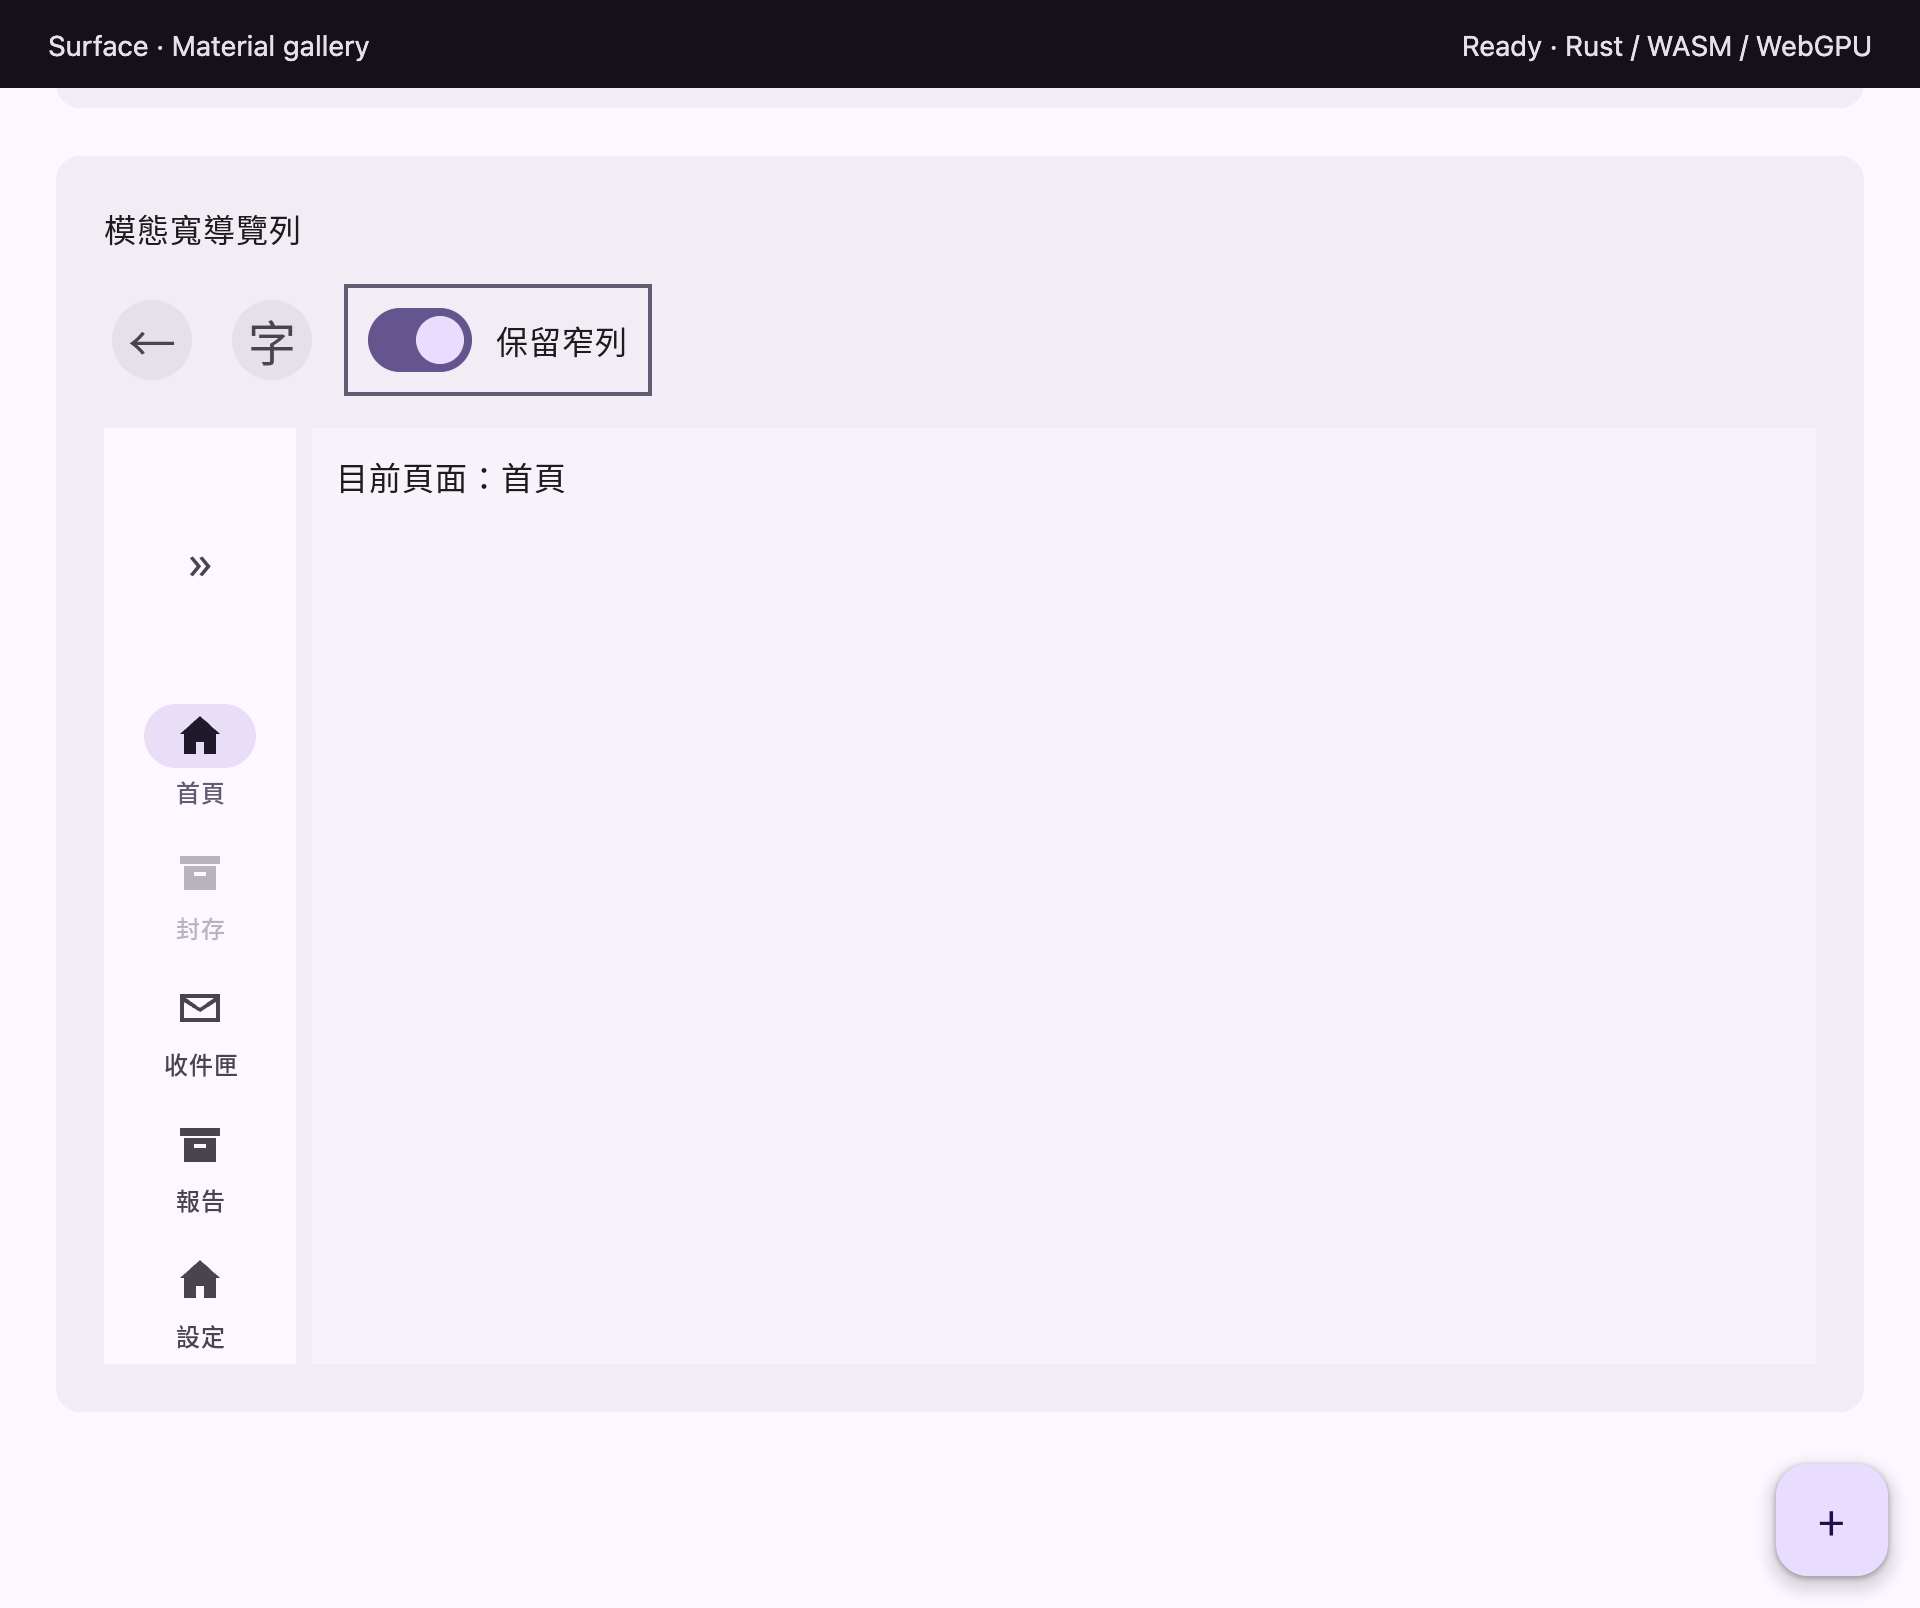 Surface · Material gallery
Ready · Rust / WASM / WebGPU
模態寬導覽列
← 字 保留窄列
目前頁面：首頁
»
首頁
封存
收件匣
報告
設定
+